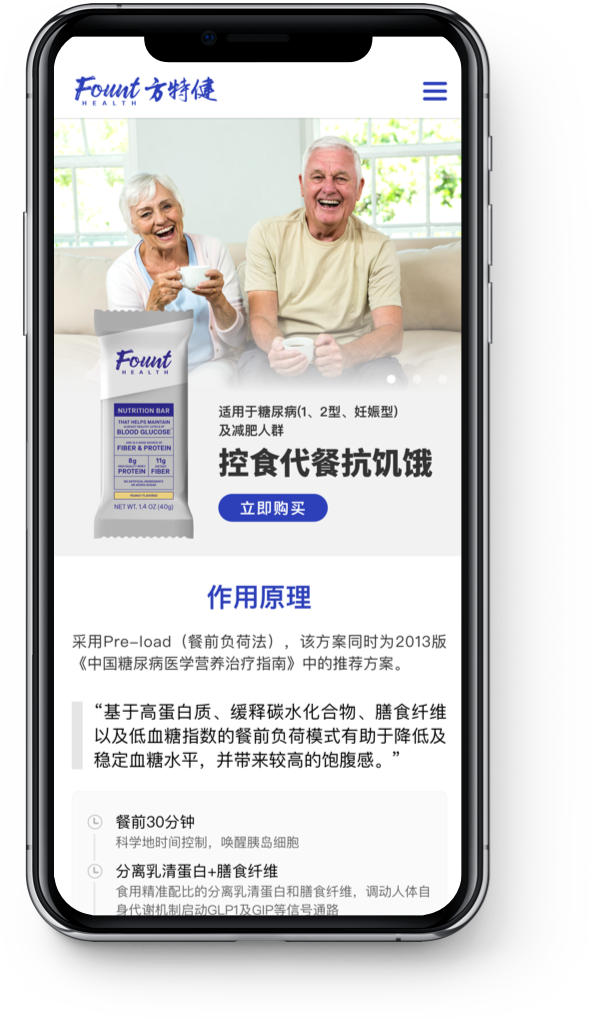 Fount 方特健
HEALTH
Fount
HEALTH
NUTRITION BAR
THAT HELPS MAINTAIN
BLOOD GLUCOSE
FIBER & PROTEIN
8g 11g
PROTEIN FIBER
PEANUT FLAVORED
NET WT. 1.4 OZ (40g)
适用于糖尿病(1、2型、妊娠型)
及减肥人群
控食代餐抗饥饿
立即购买
作用原理
采用Pre-load（餐前负荷法），该方案同时为2013版
《中国糖尿病医学营养治疗指南》中的推荐方案。
“基于高蛋白质、缓释碳水化合物、膳食纤维
以及低血糖指数的餐前负荷模式有助于降低及
稳定血糖水平，并带来较高的饱腹感。”
餐前30分钟
科学地时间控制，唤醒胰岛细胞
分离乳清蛋白+膳食纤维
食用精准配比的分离乳清蛋白和膳食纤维，调动人体自
身代谢机制启动GLP1及GIP等信号通路